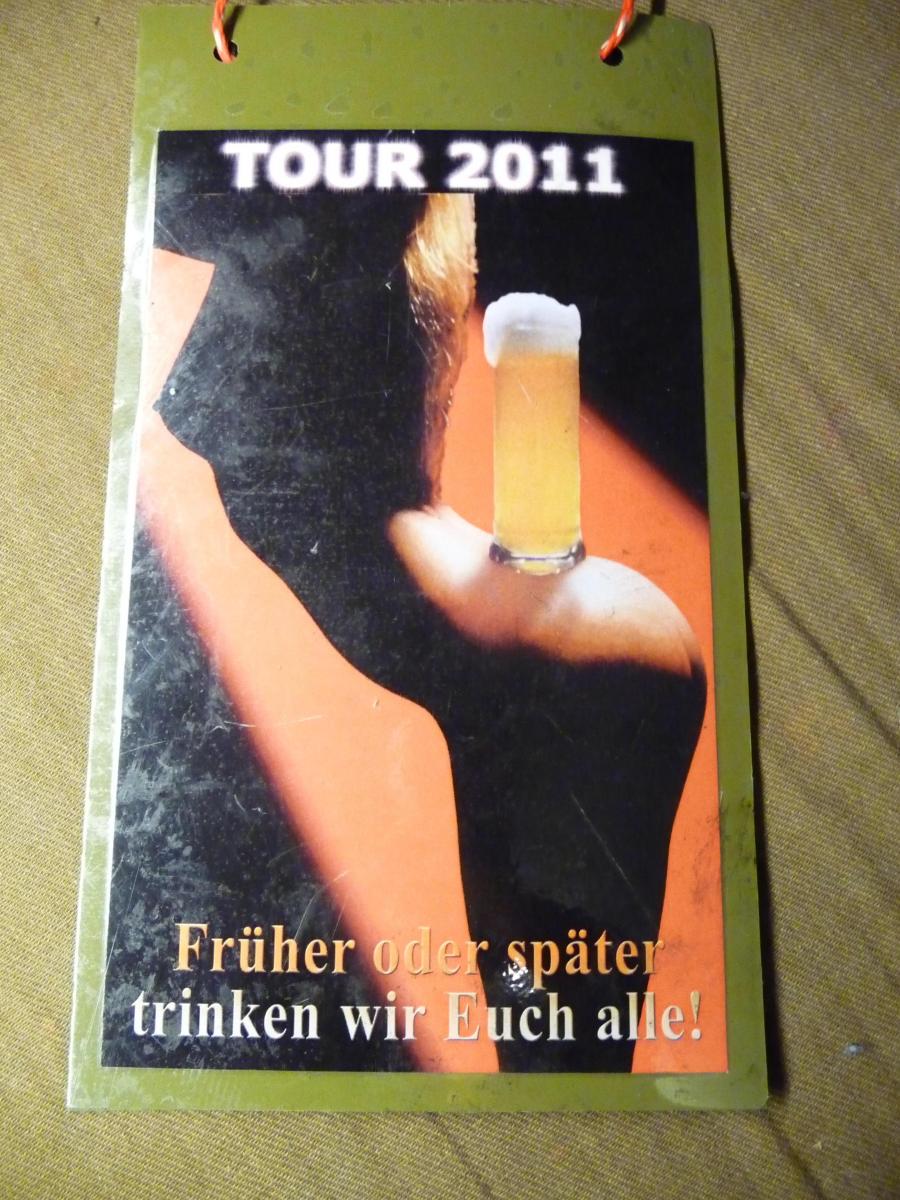 TOUR 2011
Früher oder später
trinken wir Euch alle!